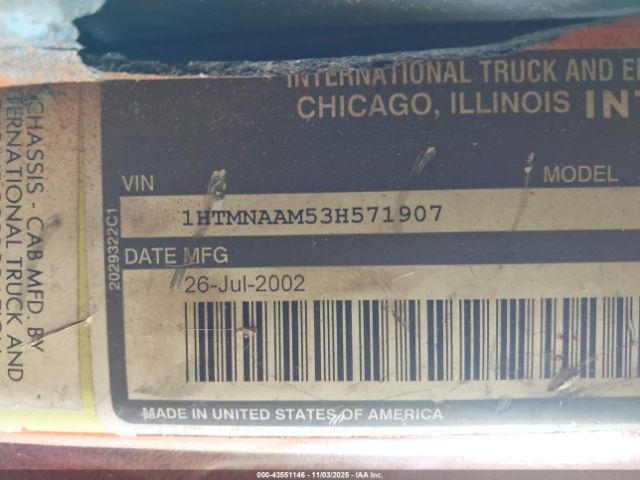 INTERNATIONAL TRUCK AND
CHICAGO, ILLINOIS INT
VIN MODEL
1HTMNAAM53H571907
DATE MFG
26-Jul-2002
MADE IN UNITED STATES OF AMERICA
2029322C1
CHASSIS - CAB MFD. BY
ERNATIONAL TRUCK AND
000-43551146 - 11/03/2025 - IAA, Inc.